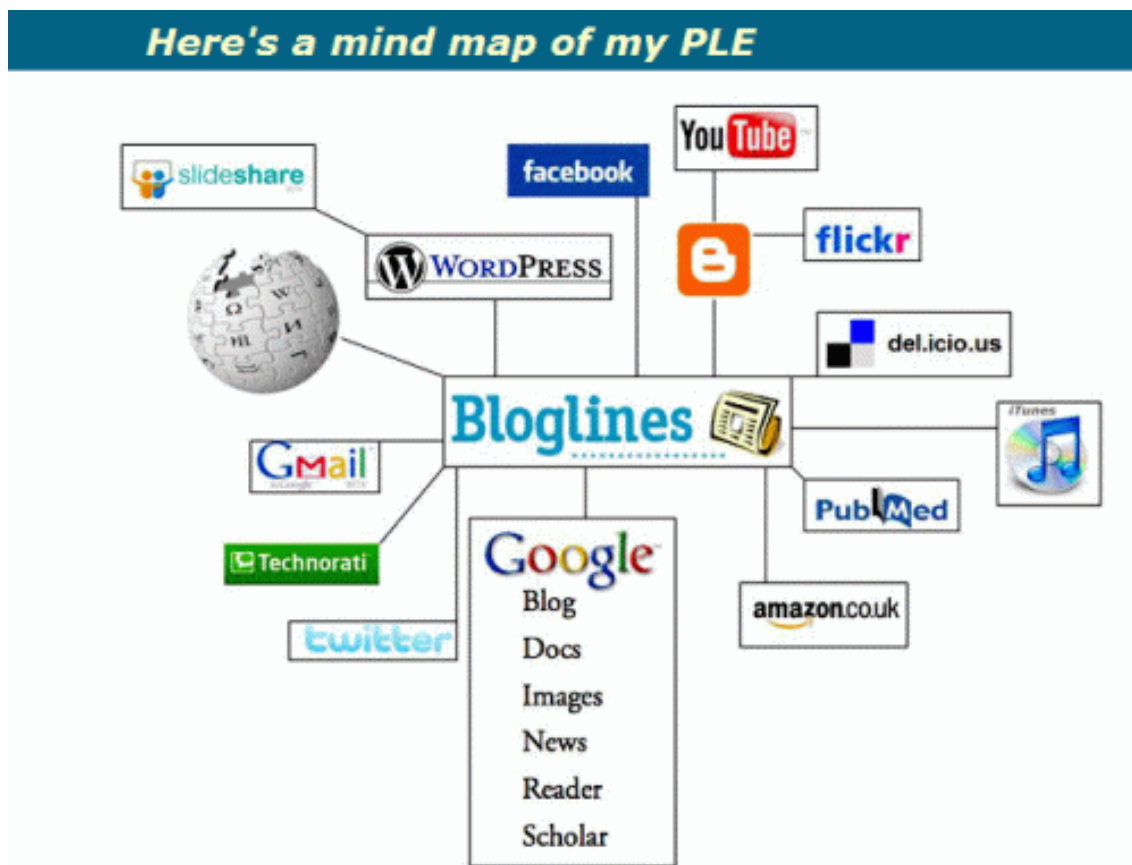 Here's a mind map of my PLE
YouTube
slideshare
facebook
flickr
WORDPRESS
del.icio.us
iTunes
Bloglines
GMail
PubMed
Google
Technorati
Blog
amazon.co.uk
twitter
Docs
Images
News
Reader
Scholar